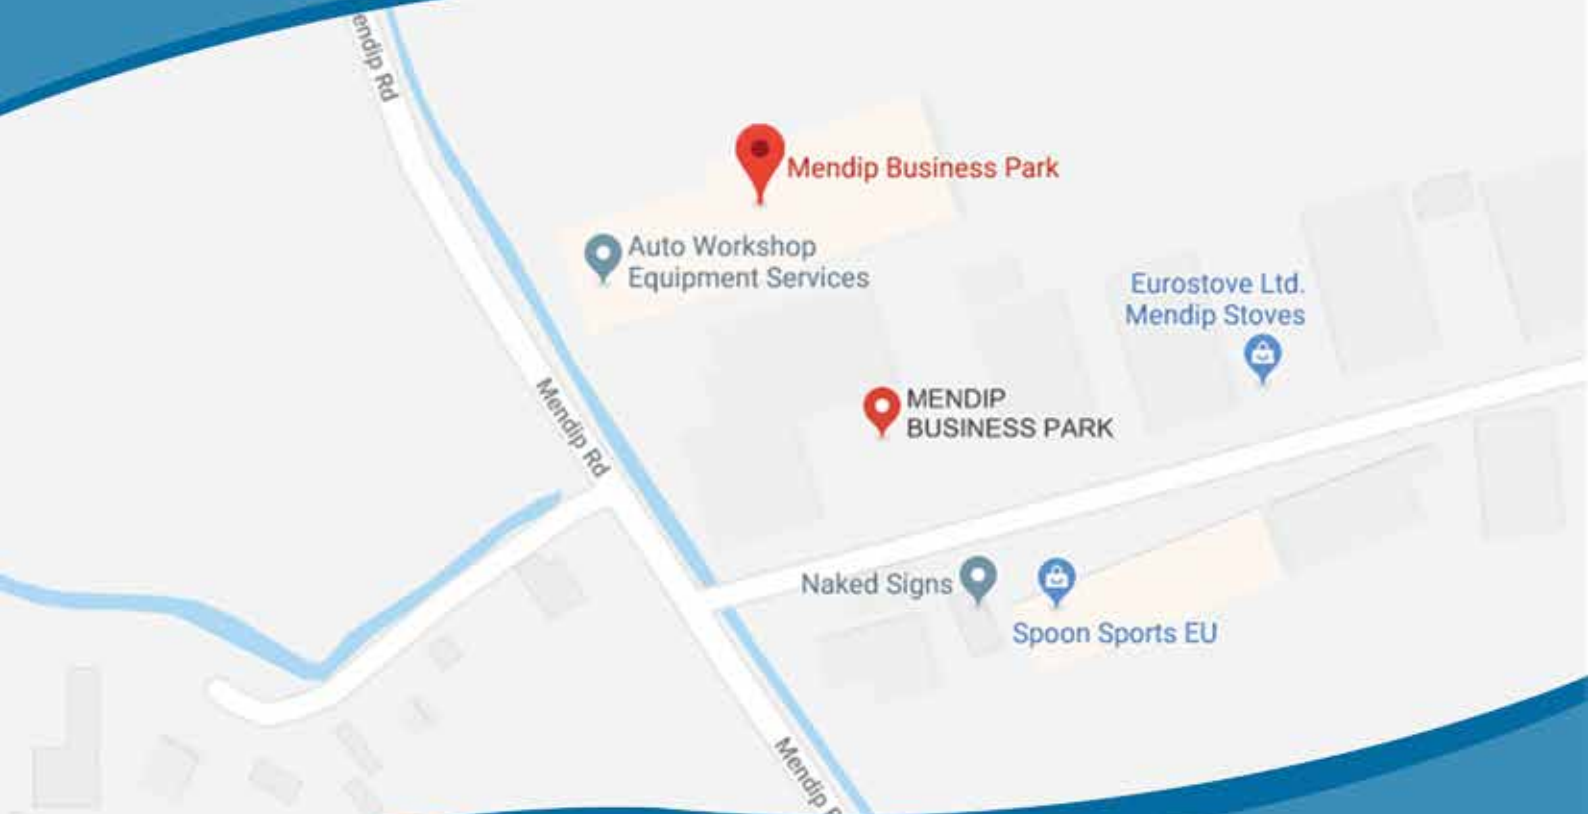 endip Rd
Mendip Business Park
Auto Workshop
Equipment Services
Eurostove Ltd.
Mendip Stoves
Mendip Rd
MENDIP
BUSINESS PARK
Naked Signs
Spoon Sports EU
Mendip R